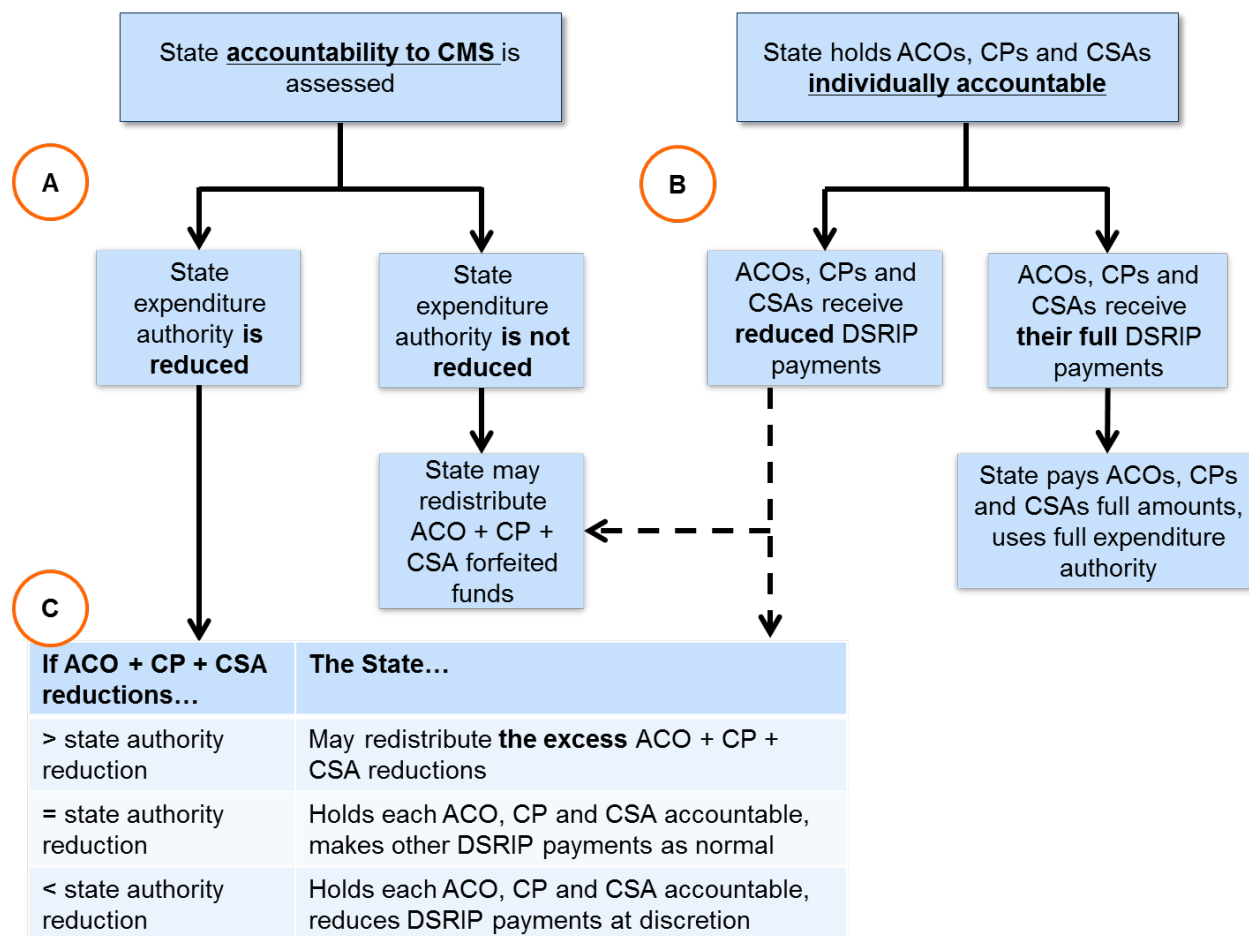 State accountability to CMS is
assessed
State holds ACOs, CPs and CSAs
individually accountable
A
B
State
expenditure
authority is
reduced
State
expenditure
authority is not
reduced
ACOs, CPs and
CSAs receive
reduced DSRIP
payments
ACOs, CPs and
CSAs receive
their full DSRIP
payments
State may
redistribute
ACO + CP +
CSA forfeited
funds
State pays ACOs, CPs
and CSAs full amounts,
uses full expenditure
authority
C
If ACO + CP + CSA
reductions…
The State…
> state authority
reduction
May redistribute the excess ACO + CP +
CSA reductions
= state authority
reduction
Holds each ACO, CP and CSA accountable,
makes other DSRIP payments as normal
< state authority
reduction
Holds each ACO, CP and CSA accountable,
reduces DSRIP payments at discretion